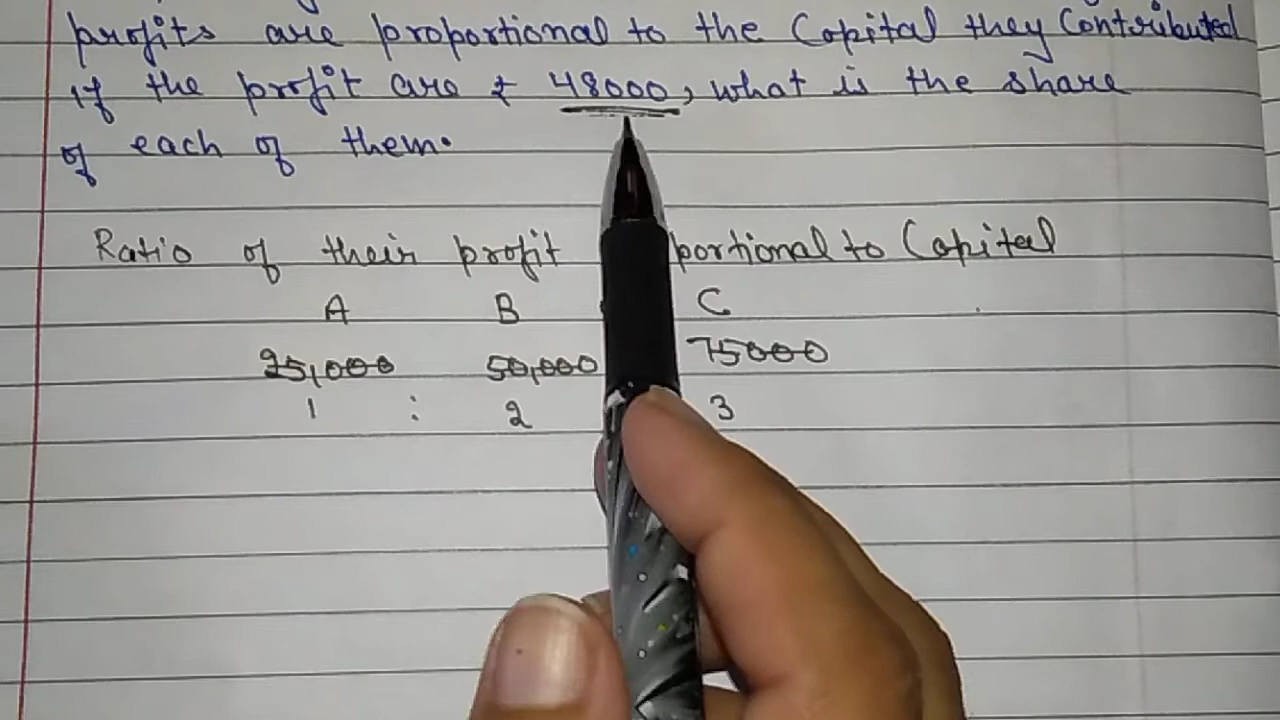 profits are proportional to the Capital they Contributed
if the profit are ₹ 48000, what is the share
of each of them.
Ratio of their profit portional to Capital
A B C
25,000 50,000 75000
1 : 2 3